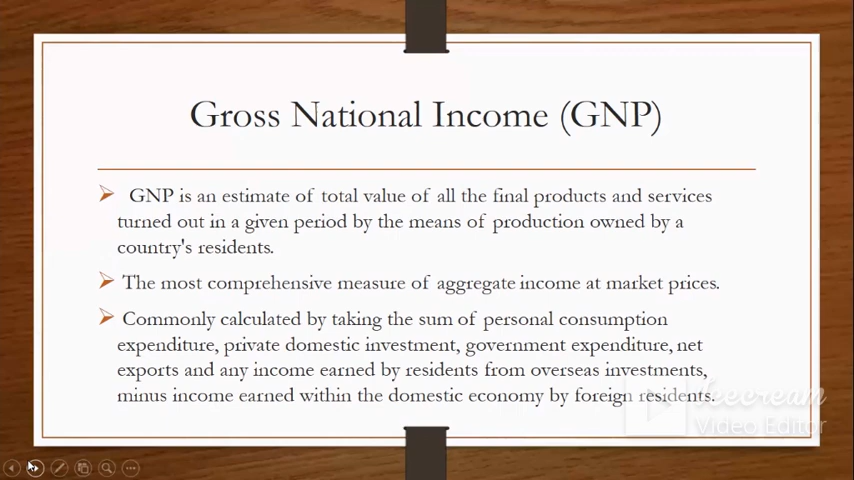 Gross National Income (GNP)
GNP is an estimate of total value of all the final products and services
turned out in a given period by the means of production owned by a
country's residents.
The most comprehensive measure of aggregate income at market prices.
Commonly calculated by taking the sum of personal consumption
expenditure, private domestic investment, government expenditure, net
exports and any income earned by residents from overseas investments,
minus income earned within the domestic economy by foreign residents.
icecream
Video Editor